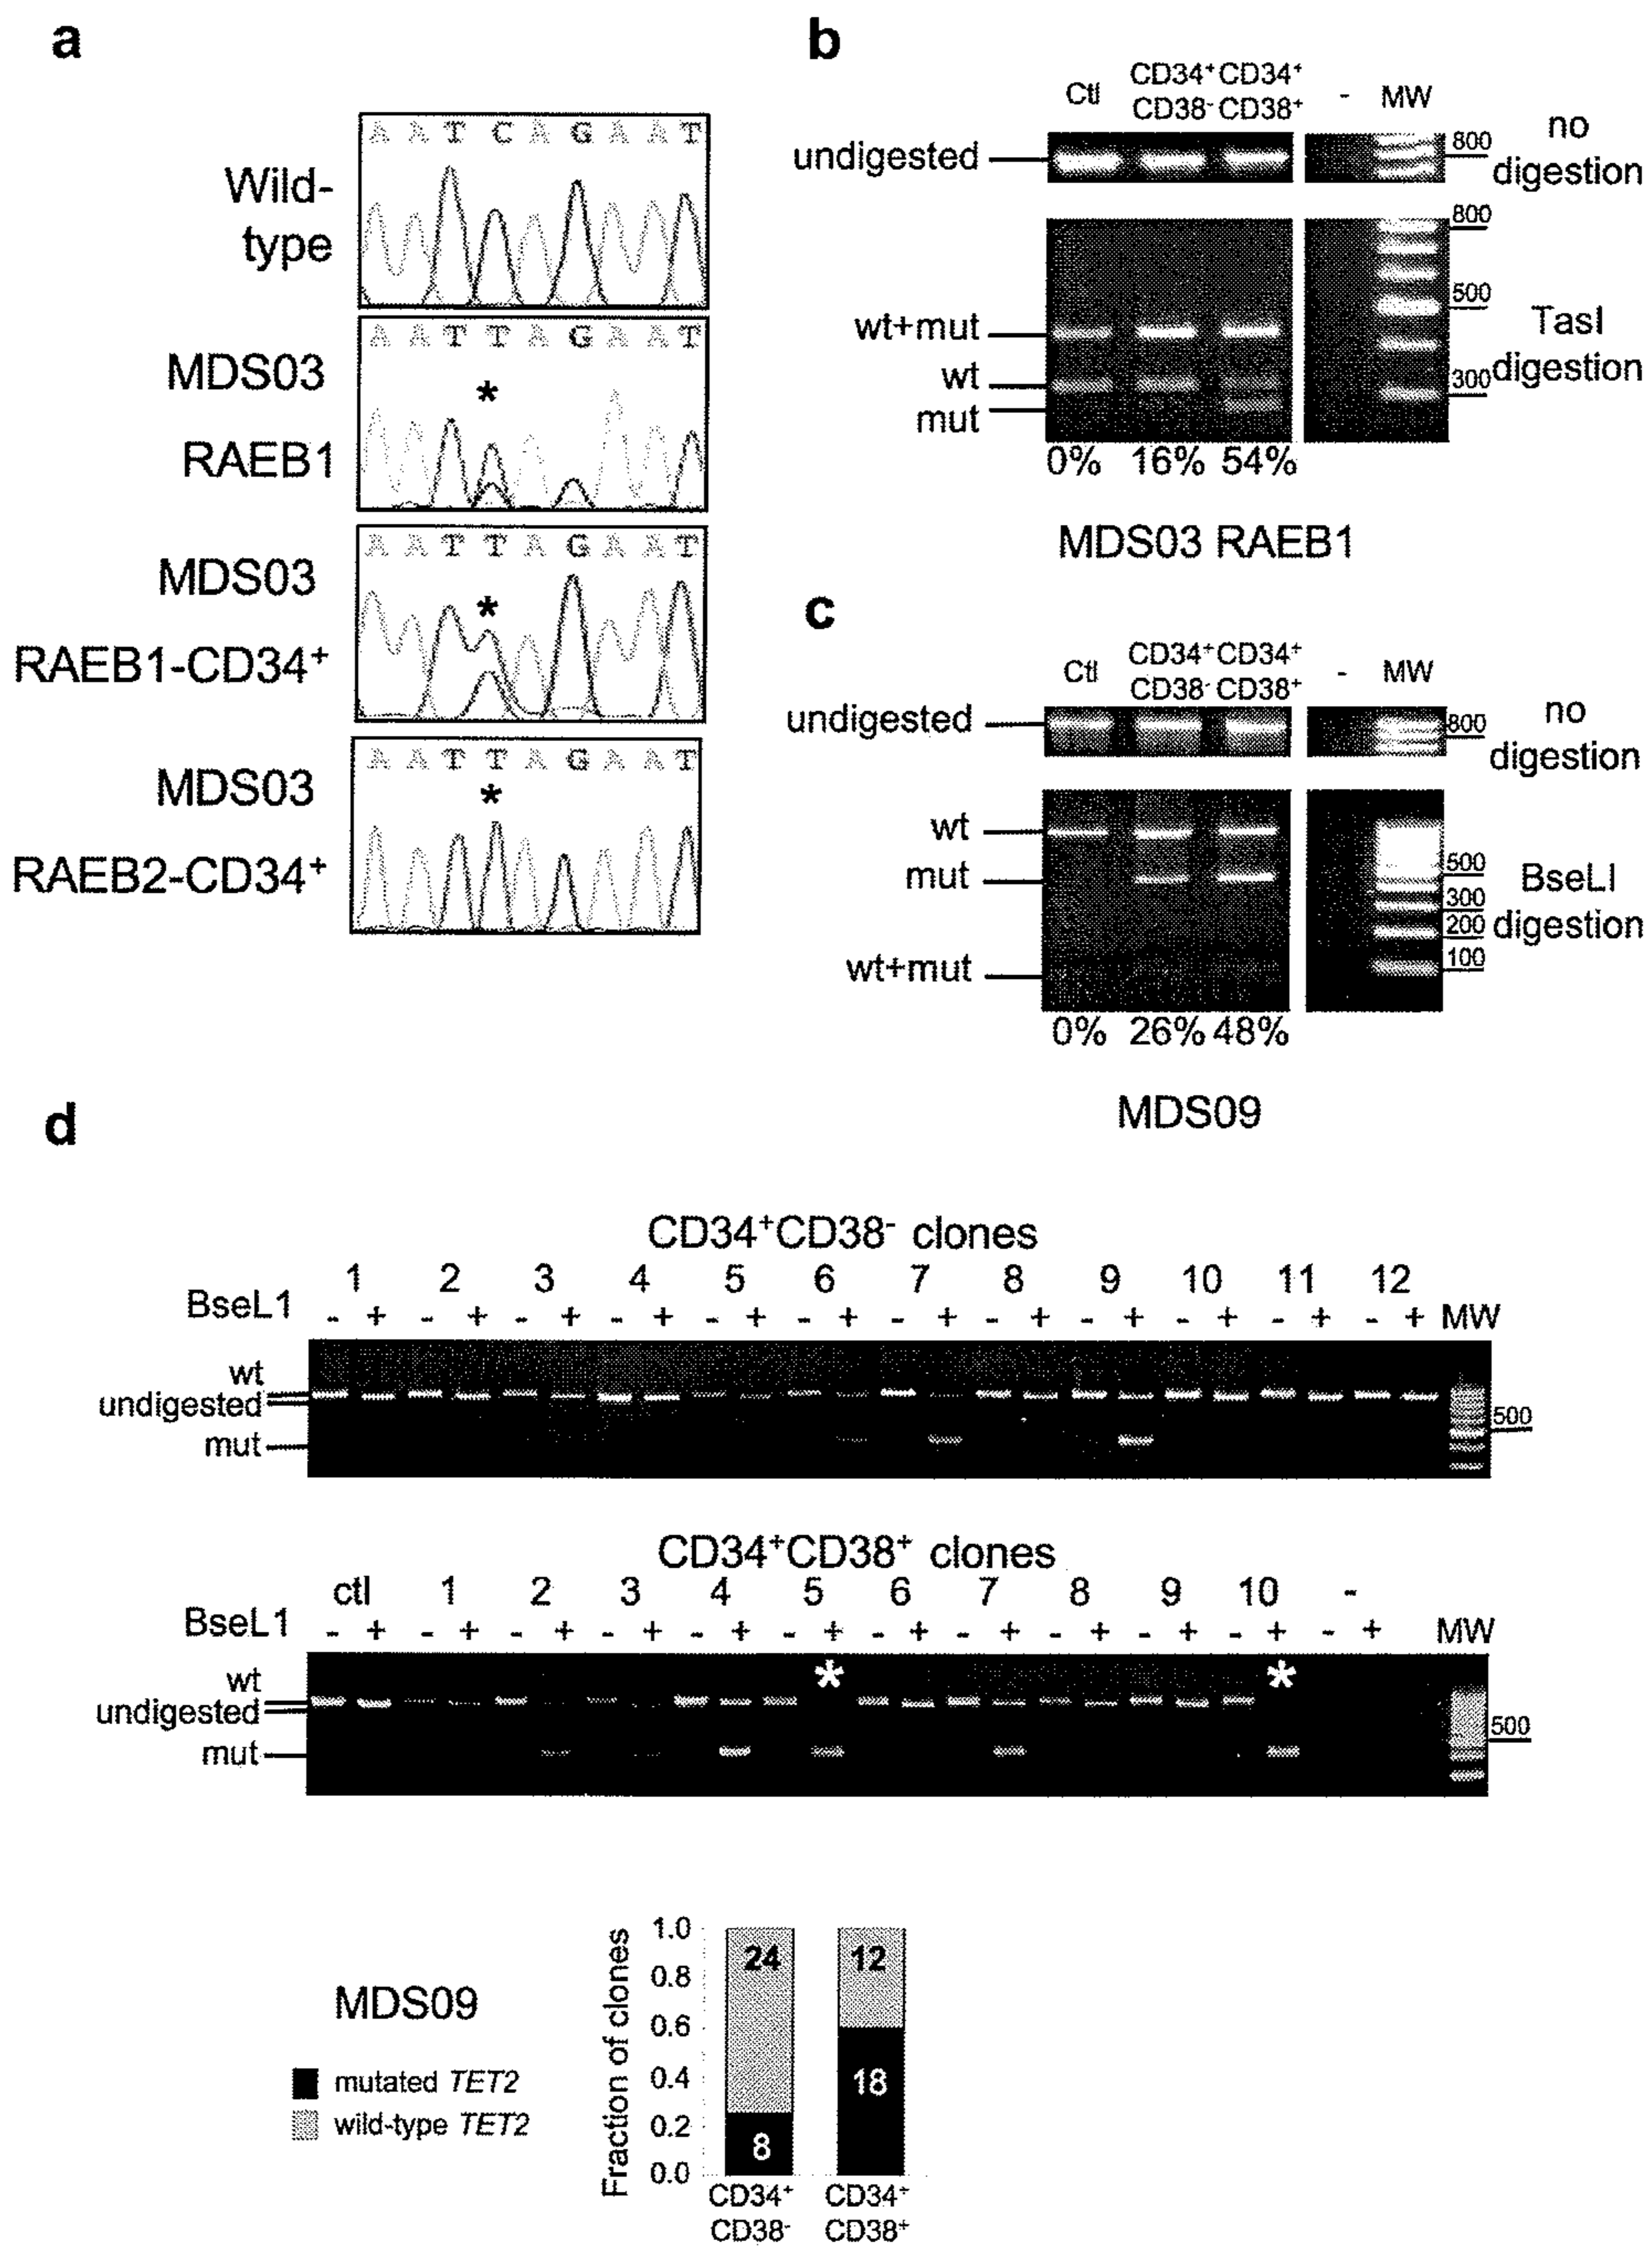 a
Wild-
type
A A T C A G A A T
MDS03
RAEB1
A A T T A G A A T
*
MDS03
RAEB1-CD34+
A A T T A G A A T
*
MDS03
RAEB2-CD34+
A A T T A G A A T
*
b
Ctl CD34+ CD34+ - MW
CD38- CD38+
undigested
800
no
digestion
800
500
300
wt+mut
wt
mut
TasI
digestion
0% 16% 54%
MDS03 RAEB1
c
Ctl CD34+ CD34+ - MW
CD38- CD38+
undigested
800
no
digestion
wt
mut
wt+mut
500
300
200
100
BseLI
digestion
0% 26% 48%
MDS09
d
CD34+CD38- clones
1 2 3 4 5 6 7 8 9 10 11 12
BseL1 - + - + - + - + - + - + - + - + - + - + - + - + MW
wt
undigested
mut
500
CD34+CD38+ clones
ctl 1 2 3 4 5 6 7 8 9 10 -
BseL1 - + - + - + - + - + - + - + - + - + - + - + - + MW
* *
wt
undigested
mut
500
MDS09
mutated TET2
wild-type TET2
Fraction of clones
1.0
0.8
0.6
0.4
0.2
0.0
24 12
8 18
CD34+ CD34+
CD38- CD38+